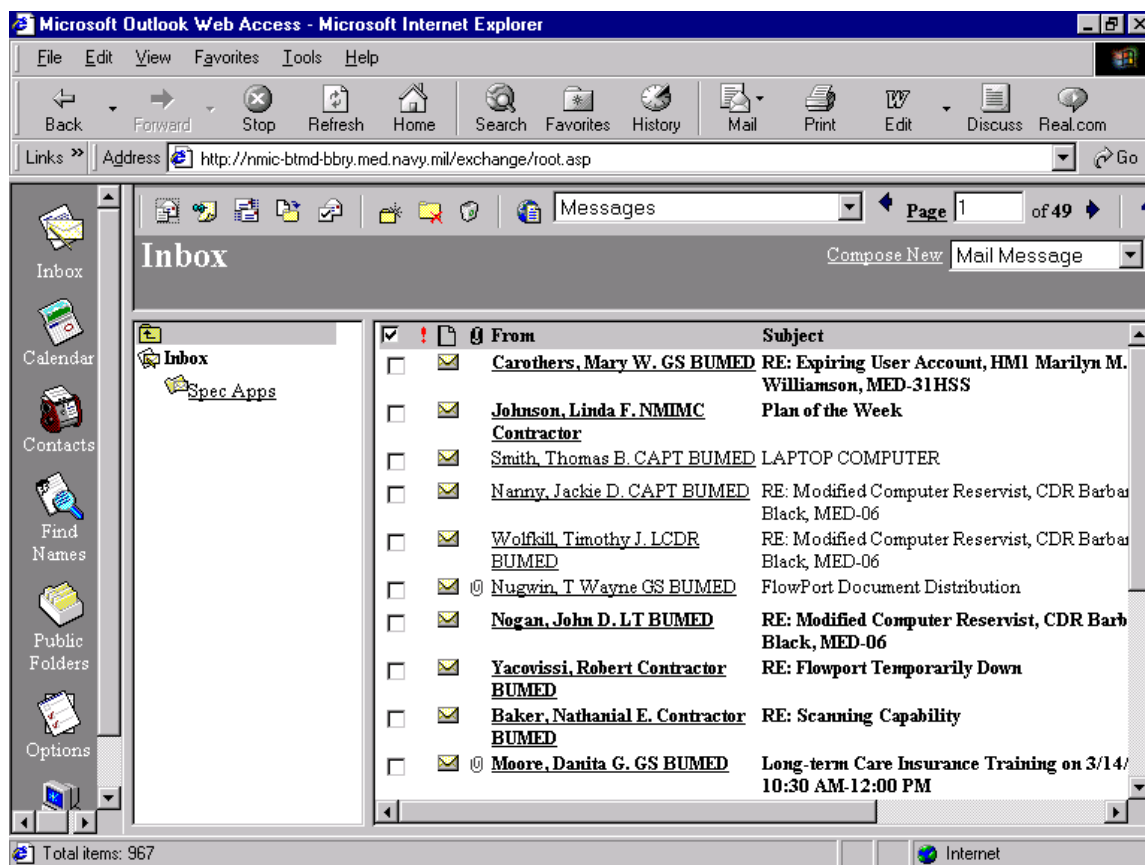 Microsoft Outlook Web Access - Microsoft Internet Explorer
File Edit View Favorites Tools Help
Back Forward Stop Refresh Home Search Favorites History Mail Print Edit Discuss Real.com
Links » Address http://nmic-btmd-bbry.med.navy.mil/exchange/root.asp Go
Messages Page 1 of 49
Inbox Compose New Mail Message
Inbox
Calendar
Contacts
Find
Names
Public
Folders
Options
Inbox
Spec Apps
From Subject
Carothers, Mary W. GS BUMED RE: Expiring User Account, HM1 Marilyn M.
Williamson, MED-31HSS
Johnson, Linda F. NMIMC Plan of the Week
Contractor
Smith, Thomas B. CAPT BUMED LAPTOP COMPUTER
Nanny, Jackie D. CAPT BUMED RE: Modified Computer Reservist, CDR Barbar
Black, MED-06
Wolfkill, Timothy J. LCDR RE: Modified Computer Reservist, CDR Barbar
BUMED Black, MED-06
Nugwin, T Wayne GS BUMED FlowPort Document Distribution
Nogan, John D. LT BUMED RE: Modified Computer Reservist, CDR Barb
Black, MED-06
Yacovissi, Robert Contractor RE: Flowport Temporarily Down
BUMED
Baker, Nathanial E. Contractor RE: Scanning Capability
BUMED
Moore, Danita G. GS BUMED Long-term Care Insurance Training on 3/14/
10:30 AM-12:00 PM
Total items: 967 Internet